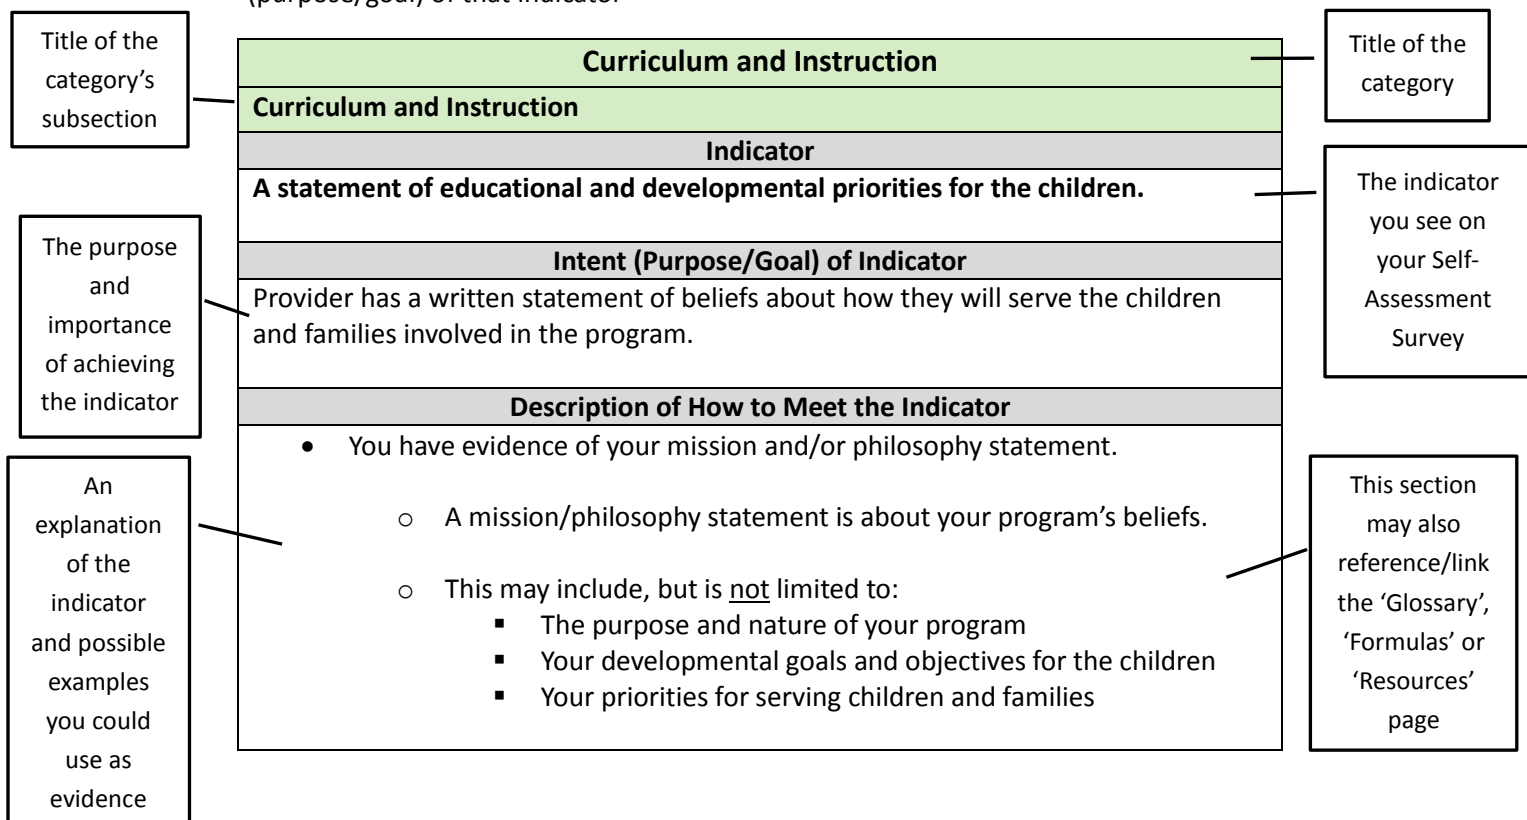 (purpose/goal) of that indicator
Title of the
category’s
subsection
Curriculum and Instruction
Title of the
category
Curriculum and Instruction
Indicator
A statement of educational and developmental priorities for the children.
The indicator
you see on
your Self-
Assessment
Survey
The purpose
and
importance
of achieving
the indicator
Intent (Purpose/Goal) of Indicator
Provider has a written statement of beliefs about how they will serve the children
and families involved in the program.
Description of How to Meet the Indicator
• You have evidence of your mission and/or philosophy statement.
o A mission/philosophy statement is about your program’s beliefs.
o This may include, but is not limited to:
▪ The purpose and nature of your program
▪ Your developmental goals and objectives for the children
▪ Your priorities for serving children and families
An
explanation
of the
indicator
and possible
examples
you could
use as
evidence
This section
may also
reference/link
the ‘Glossary’,
‘Formulas’ or
‘Resources’
page